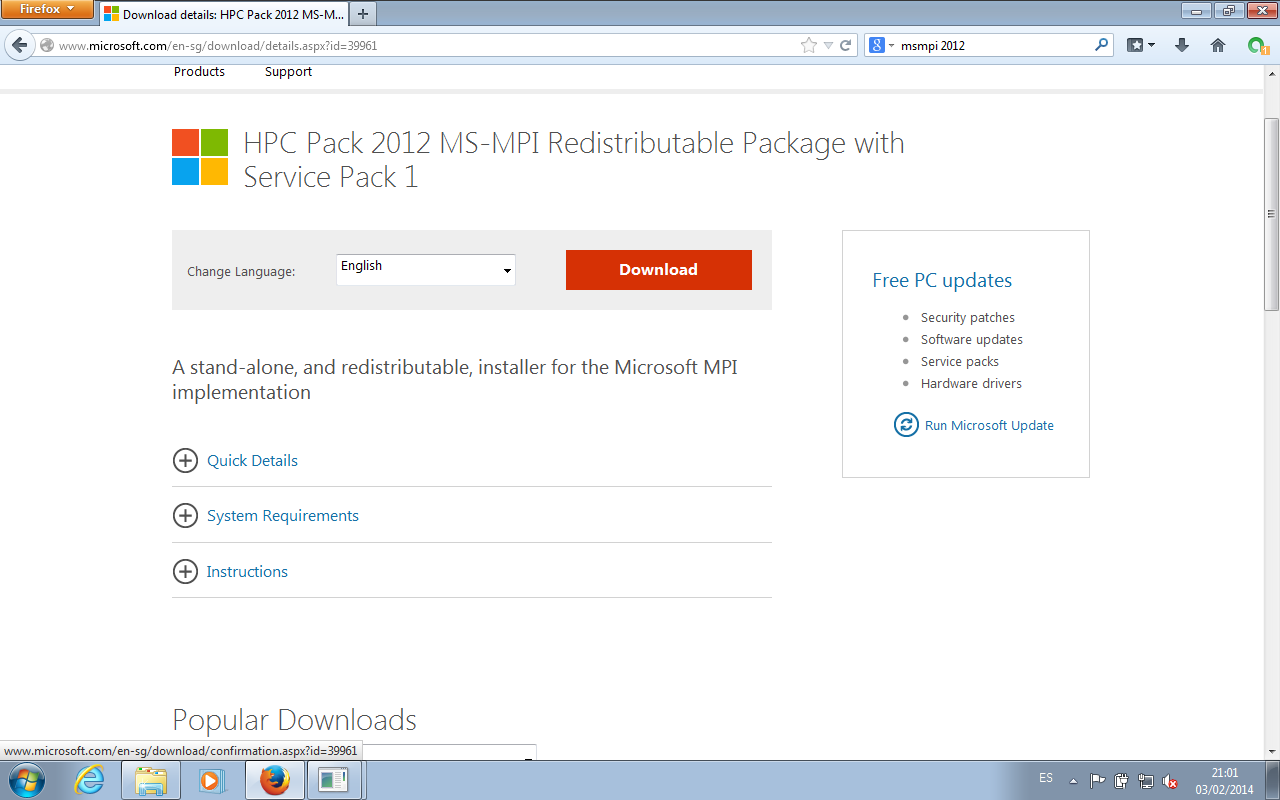 Firefox
Download details: HPC Pack 2012 MS-M...
www.microsoft.com/en-sg/download/details.aspx?id=39961
8
msmpi 2012
1
Products Support
HPC Pack 2012 MS-MPI Redistributable Package with
Service Pack 1
Change Language:
English
Download
Free PC updates
Security patches
Software updates
Service packs
Hardware drivers
Run Microsoft Update
A stand-alone, and redistributable, installer for the Microsoft MPI
implementation
Quick Details
System Requirements
Instructions
Popular Downloads
www.microsoft.com/en-sg/download/confirmation.aspx?id=39961
ES
21:01
03/02/2014